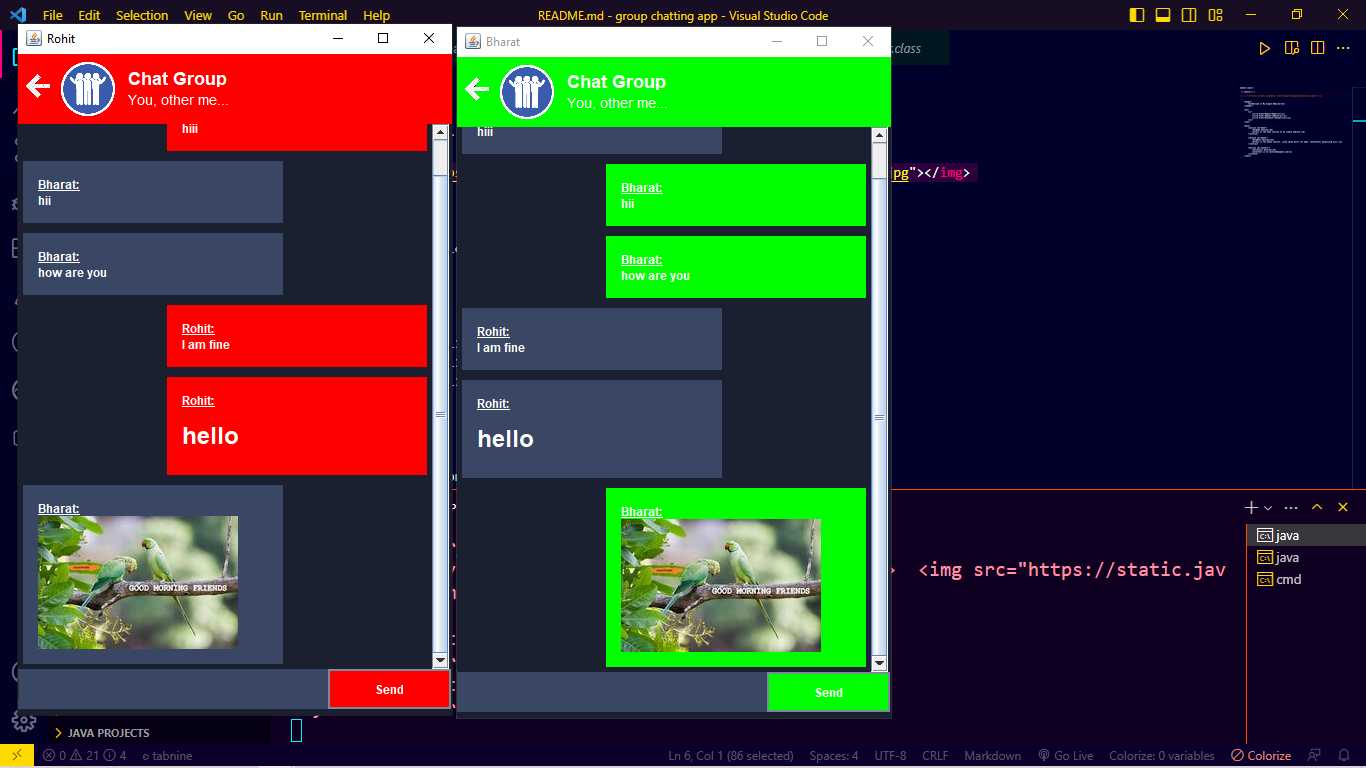 File Edit Selection View Go Run Terminal Help
README.md - group chatting app - Visual Studio Code
Rohit
Chat Group
You, other me...
hiii
Bharat:
hii
Bharat:
how are you
Rohit:
I am fine
Rohit:
hello
Bharat:
GOOD MORNING FRIENDS
Send
Bharat
Chat Group
You, other me...
hiii
Bharat:
hii
Bharat:
how are you
Rohit:
I am fine
Rohit:
hello
Bharat:
GOOD MORNING FRIENDS
Send
.class
pg"></img>
<img src="https://static.jav
java
java
cmd
JAVA PROJECTS
0 21 4 tabnine
Ln 6, Col 1 (86 selected) Spaces: 4 UTF-8 CRLF Markdown Go Live Colorize: 0 variables Colorize